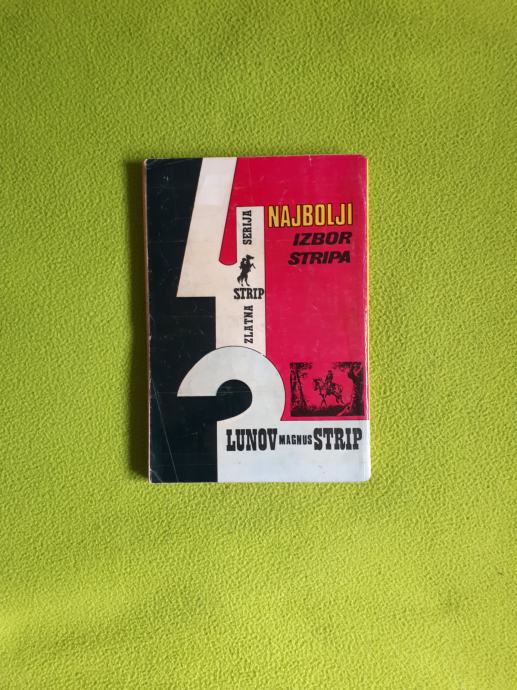 NAJBOLJI
IZBOR
STRIPA
ZLATNA STRIP SERIJA
LUNOV MAGNUS STRIP